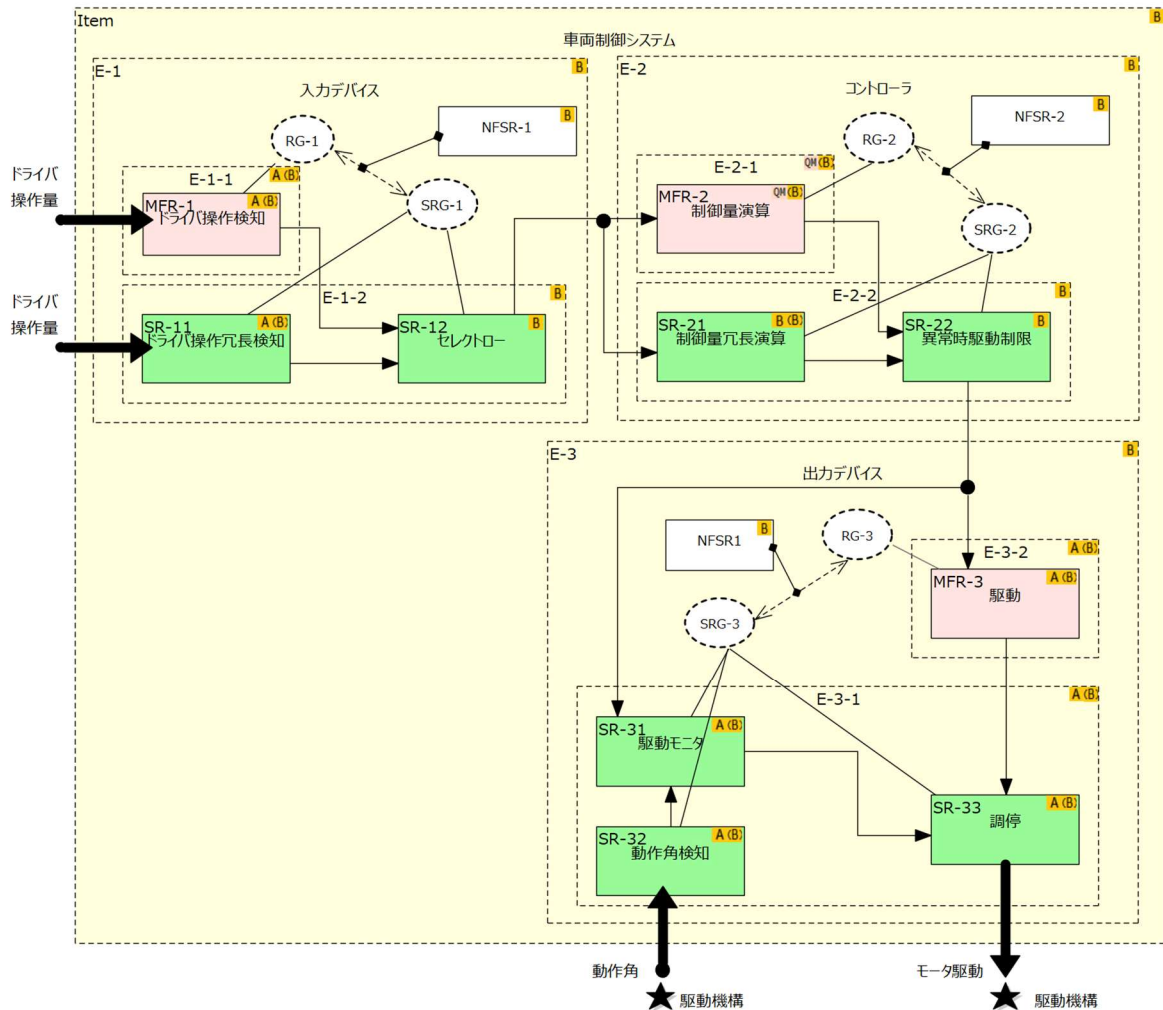 Item
B
車両制御システム
E-1
B
入力デバイス
NFSR-1
B
RG-1
SRG-1
ドライバ
操作量
E-1-1
A(B)
MFR-1
A(B)
ドライバ操作検知
ドライバ
操作量
E-1-2
B
SR-11
A(B)
ドライバ操作冗長検知
SR-12
B
セレクトロー
E-2
B
コントローラ
NFSR-2
B
RG-2
SRG-2
E-2-1
QM(B)
MFR-2
QM(B)
制御量演算
E-2-2
B
SR-21
B(B)
制御量冗長演算
SR-22
B
異常時駆動制限
E-3
B
出力デバイス
NFSR1
B
RG-3
SRG-3
E-3-2
A(B)
MFR-3
A(B)
駆動
E-3-1
A(B)
SR-31
A(B)
駆動モニタ
SR-32
A(B)
動作角検知
SR-33
A(B)
調停
動作角
駆動機構
モータ駆動
駆動機構